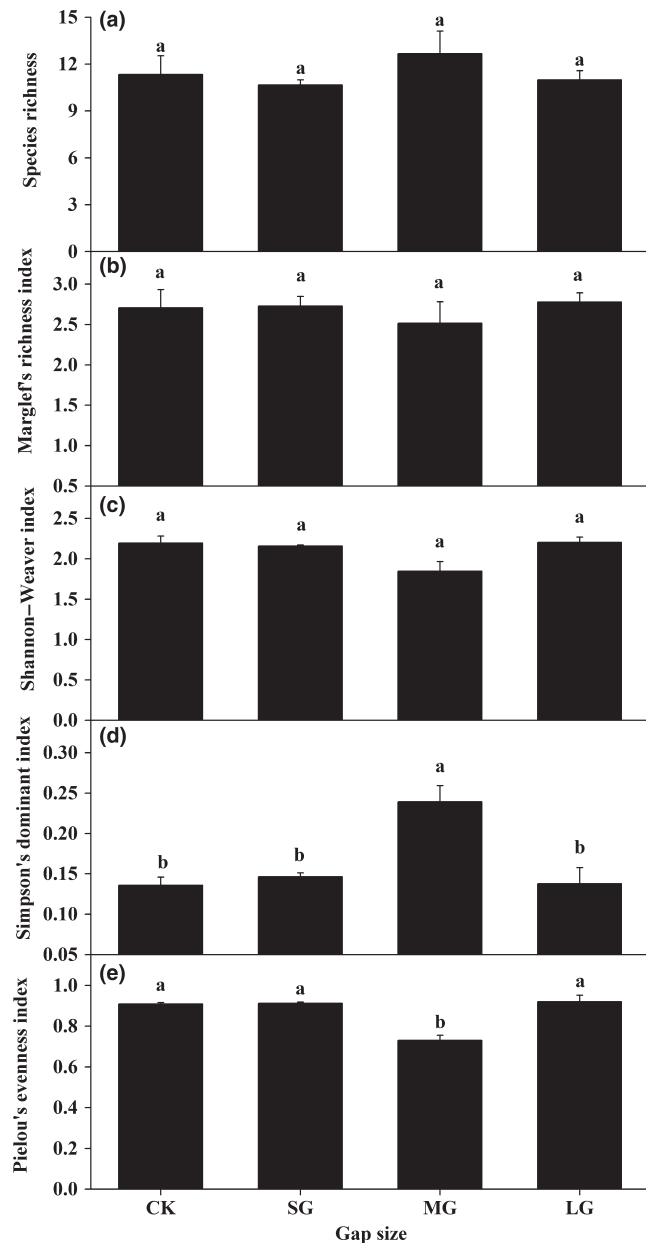 (a)
Species richness
15
12
9
6
3
0
a a a a
(b)
Marglef's richness index
3.0
2.5
2.0
1.5
1.0
0.5
a a a a
(c)
Shannon−Weaver index
2.5
2.0
1.5
1.0
0.5
0.0
a a a a
(d)
Simpson's dominant index
0.30
0.25
0.20
0.15
0.10
0.05
b b a b
(e)
Pielou's evenness index
1.0
0.8
0.6
0.4
0.2
0.0
a a b a
CK SG MG LG
Gap size